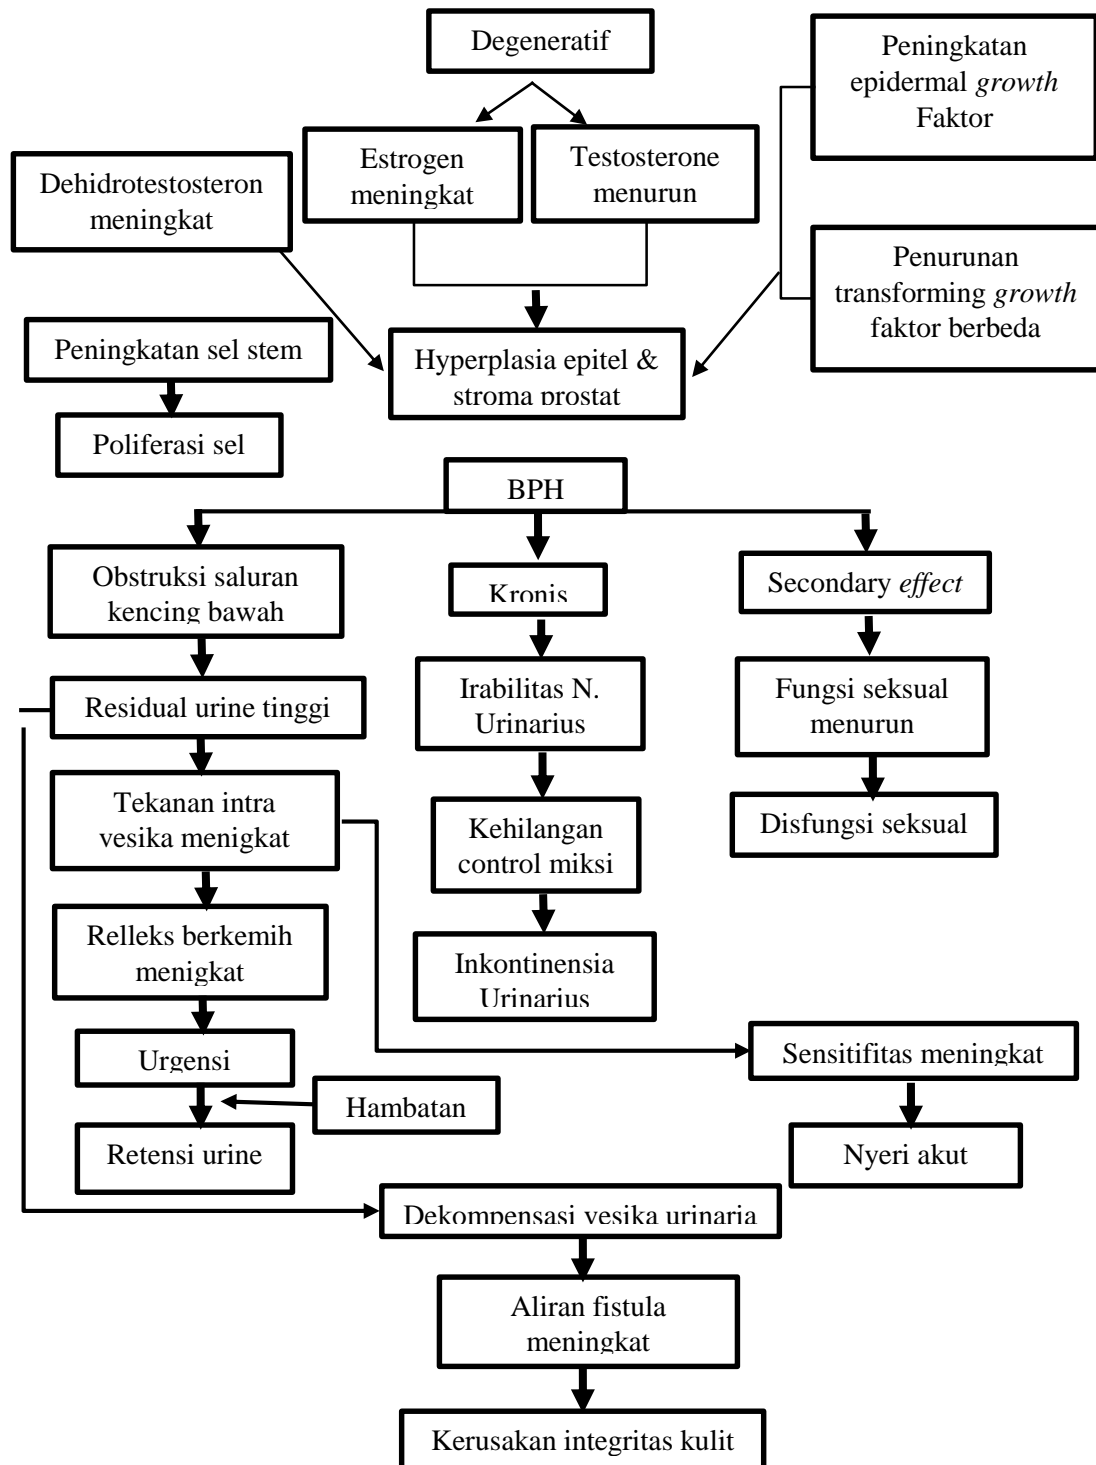 Degeneratif
Peningkatan
epidermal growth
Faktor
Estrogen
meningkat
Testosterone
menurun
Dehidrotestosteron
meningkat
Penurunan
transforming growth
faktor berbeda
Peningkatan sel stem
Hyperplasia epitel &
stroma prostat
Poliferasi sel
BPH
Obstruksi saluran
kencing bawah
Kronis
Secondary effect
Residual urine tinggi
Irabilitas N.
Urinarius
Fungsi seksual
menurun
Tekanan intra
vesika menigkat
Kehilangan
control miksi
Disfungsi seksual
Relleks berkemih
menigkat
Inkontinensia
Urinarius
Urgensi
Sensitifitas meningkat
Hambatan
Retensi urine
Nyeri akut
Dekompensasi vesika urinaria
Aliran fistula
meningkat
Kerusakan integritas kulit